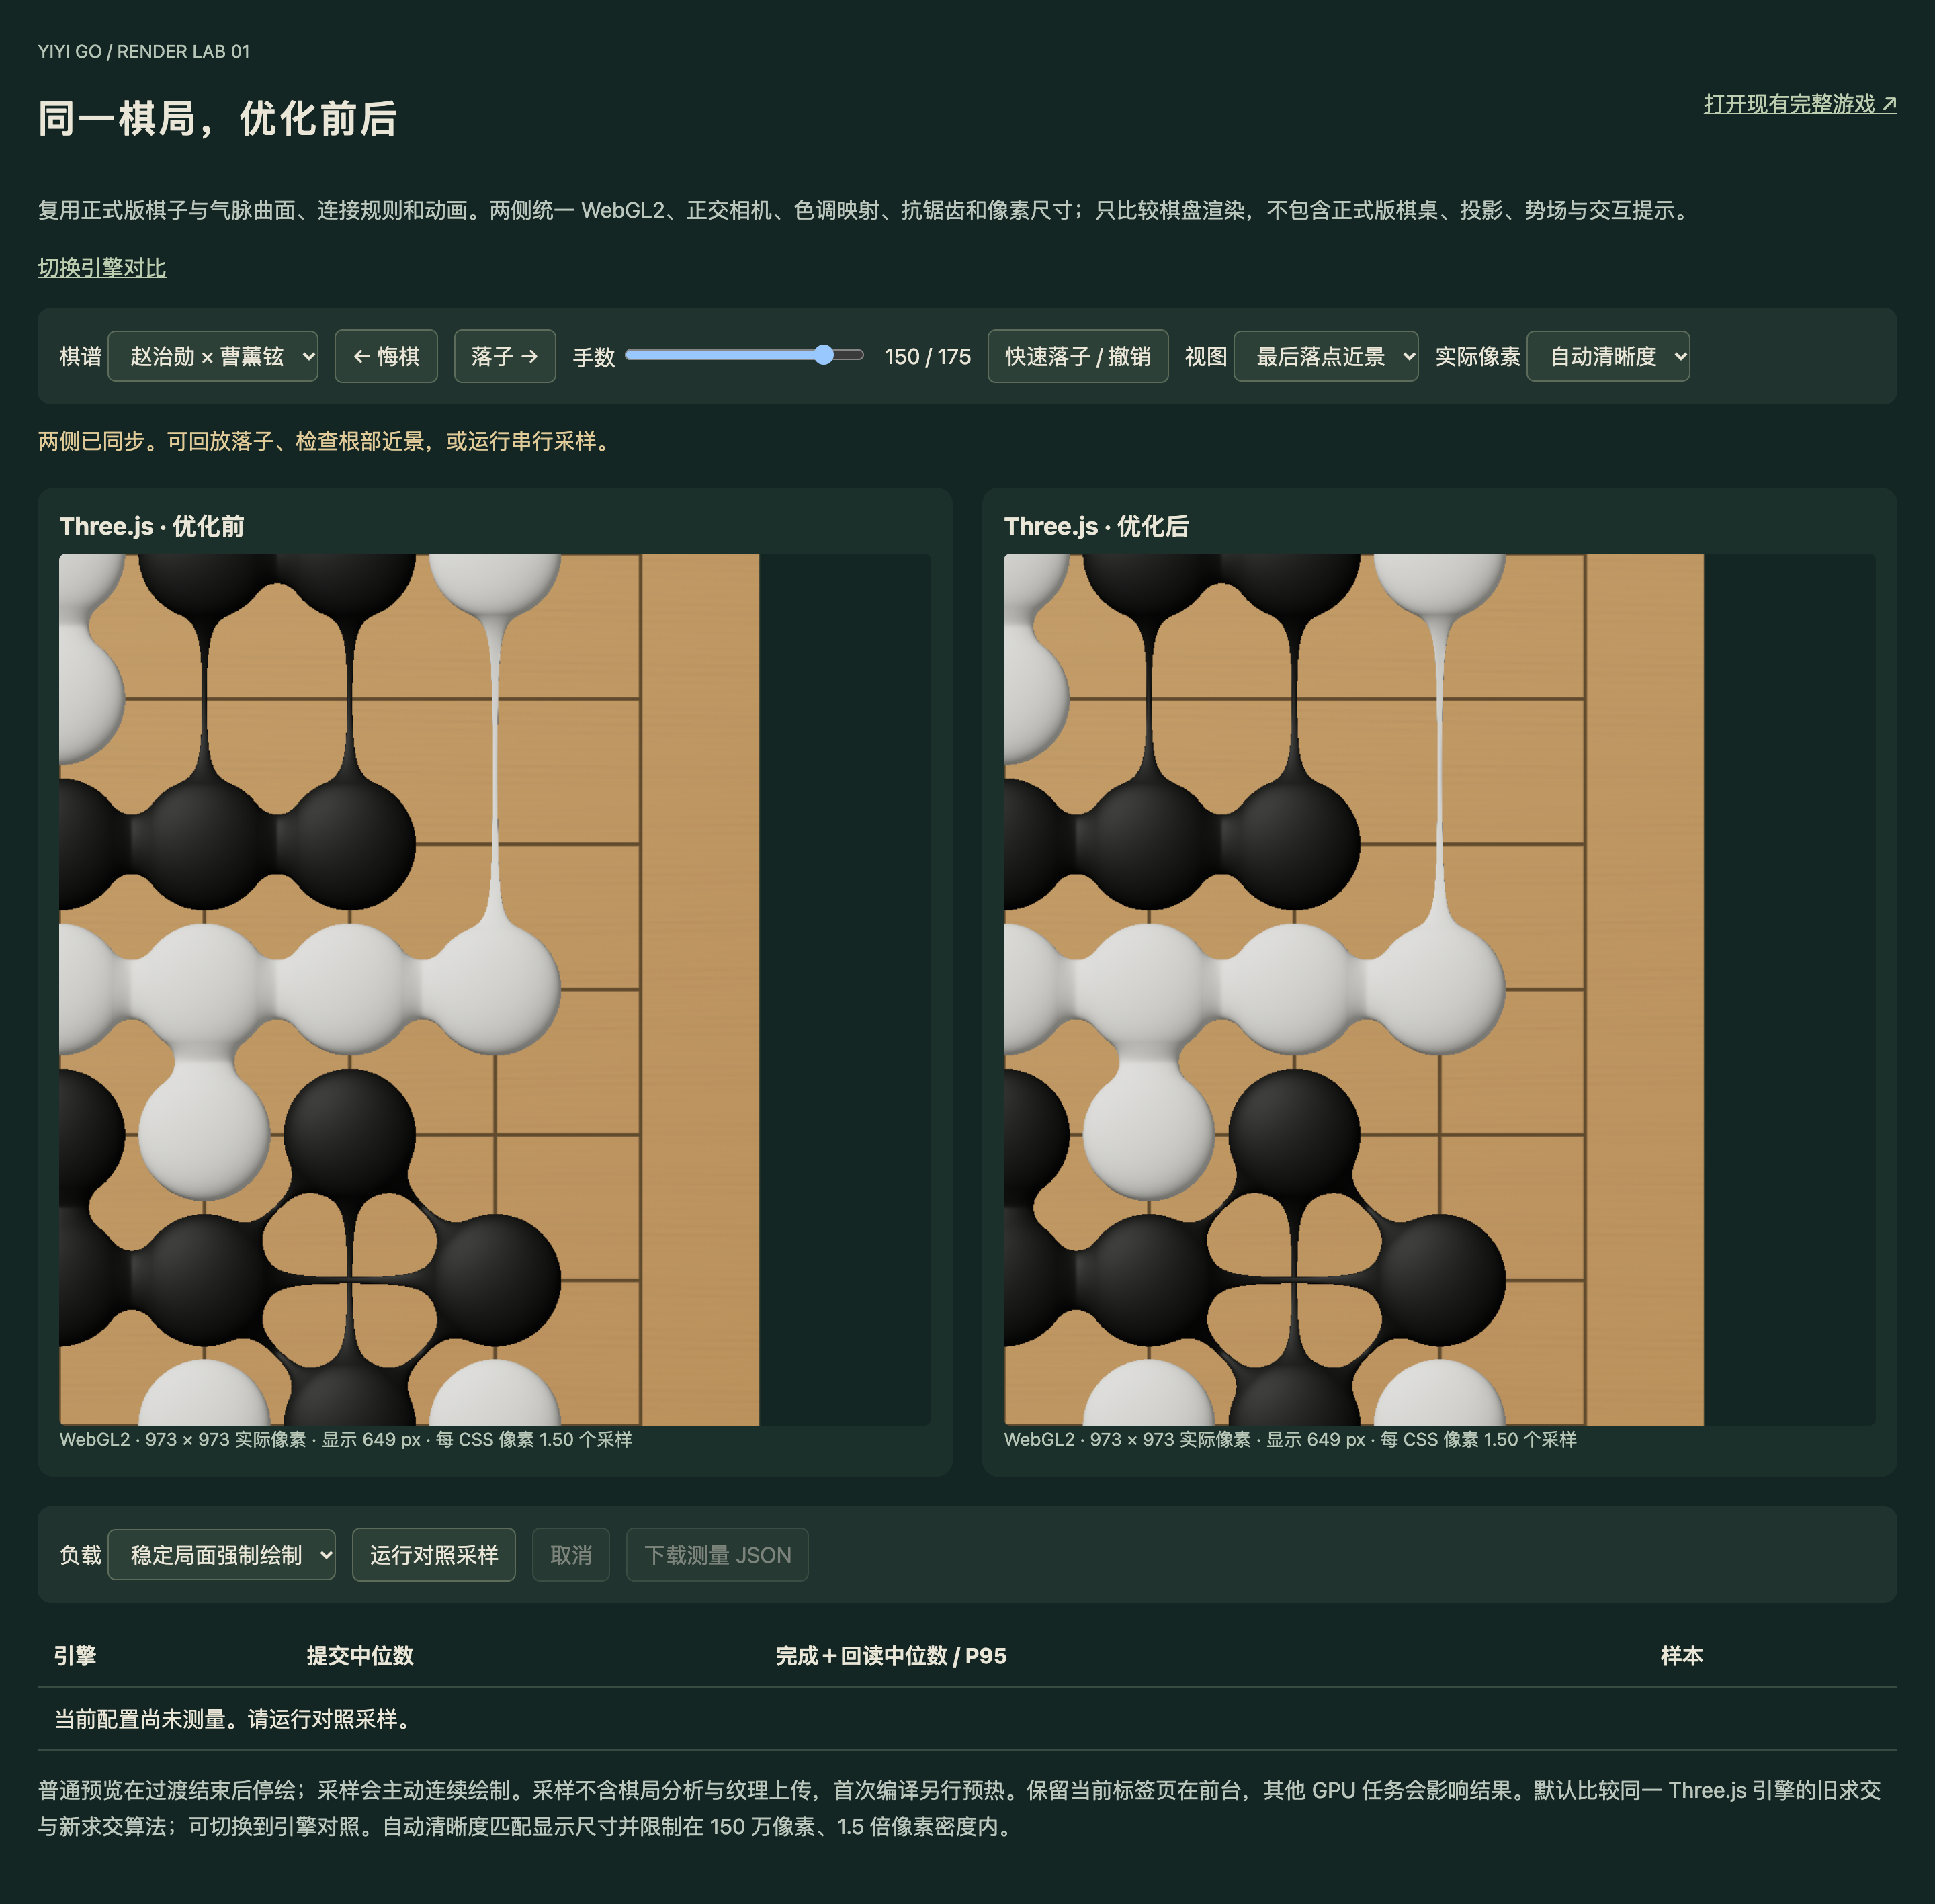 YIYI GO / RENDER LAB 01
同一棋局，优化前后
打开现有完整游戏 ↗
复用正式版棋子与气脉曲面、连接规则和动画。两侧统一 WebGL2、正交相机、色调映射、抗锯齿和像素尺寸；只比较棋盘渲染，不包含正式版棋桌、投影、势场与交互提示。
切换引擎对比
棋谱 赵治勋 × 曹薰铉 ← 悔棋 落子 → 手数 150 / 175 快速落子 / 撤销 视图 最后落点近景 实际像素 自动清晰度
两侧已同步。可回放落子、检查根部近景，或运行串行采样。
Three.js · 优化前
WebGL2 · 973 × 973 实际像素 · 显示 649 px · 每 CSS 像素 1.50 个采样
Three.js · 优化后
WebGL2 · 973 × 973 实际像素 · 显示 649 px · 每 CSS 像素 1.50 个采样
负载 稳定局面强制绘制 运行对照采样 取消 下载测量 JSON
引擎 提交中位数 完成＋回读中位数 / P95 样本
当前配置尚未测量。请运行对照采样。
普通预览在过渡结束后停绘；采样会主动连续绘制。采样不含棋局分析与纹理上传，首次编译另行预热。保留当前标签页在前台，其他 GPU 任务会影响结果。默认比较同一 Three.js 引擎的旧求交
与新求交算法；可切换到引擎对照。自动清晰度匹配显示尺寸并限制在 150 万像素、1.5 倍像素密度内。